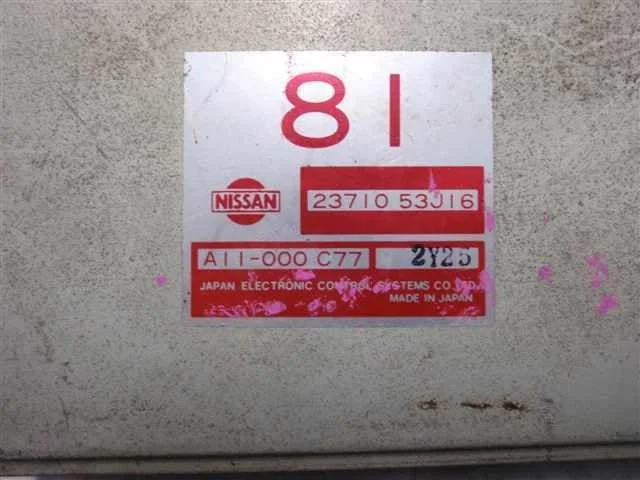 81
NISSAN
23710 53J16
A11-000 C77
2Y25
JAPAN ELECTRONIC CONTROL SYSTEMS CO.,LTD.
MADE IN JAPAN